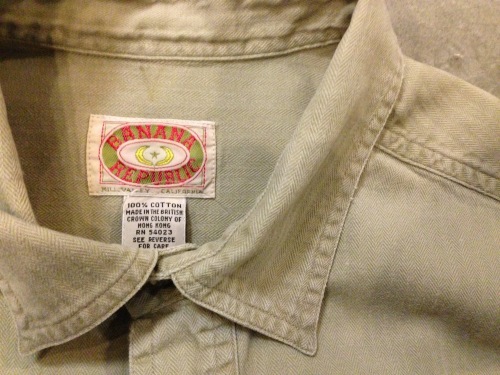 BANANA
REPUBLIC
MILL VALLEY, CALIFORNIA
100% COTTON
MADE IN THE BRITISH
CROWN COLONY OF
HONG KONG
RN 54023
SEE REVERSE
FOR CARE